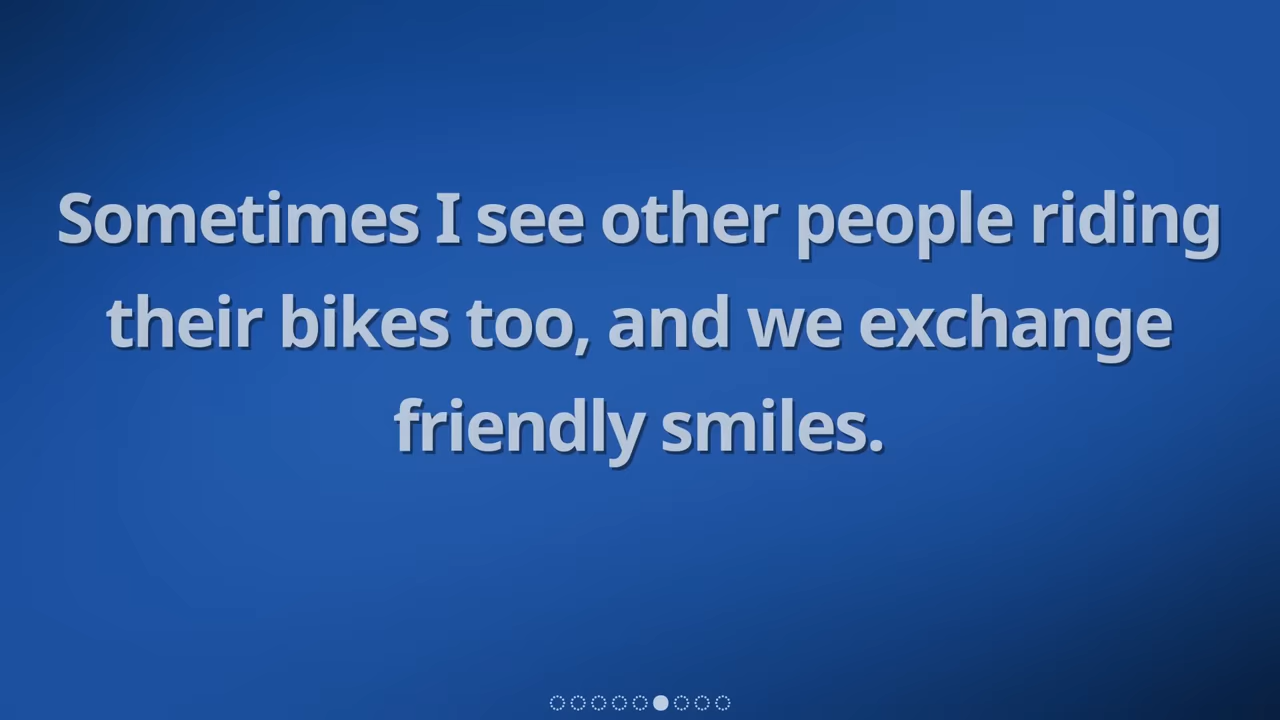 Sometimes I see other people riding
their bikes too, and we exchange
friendly smiles.